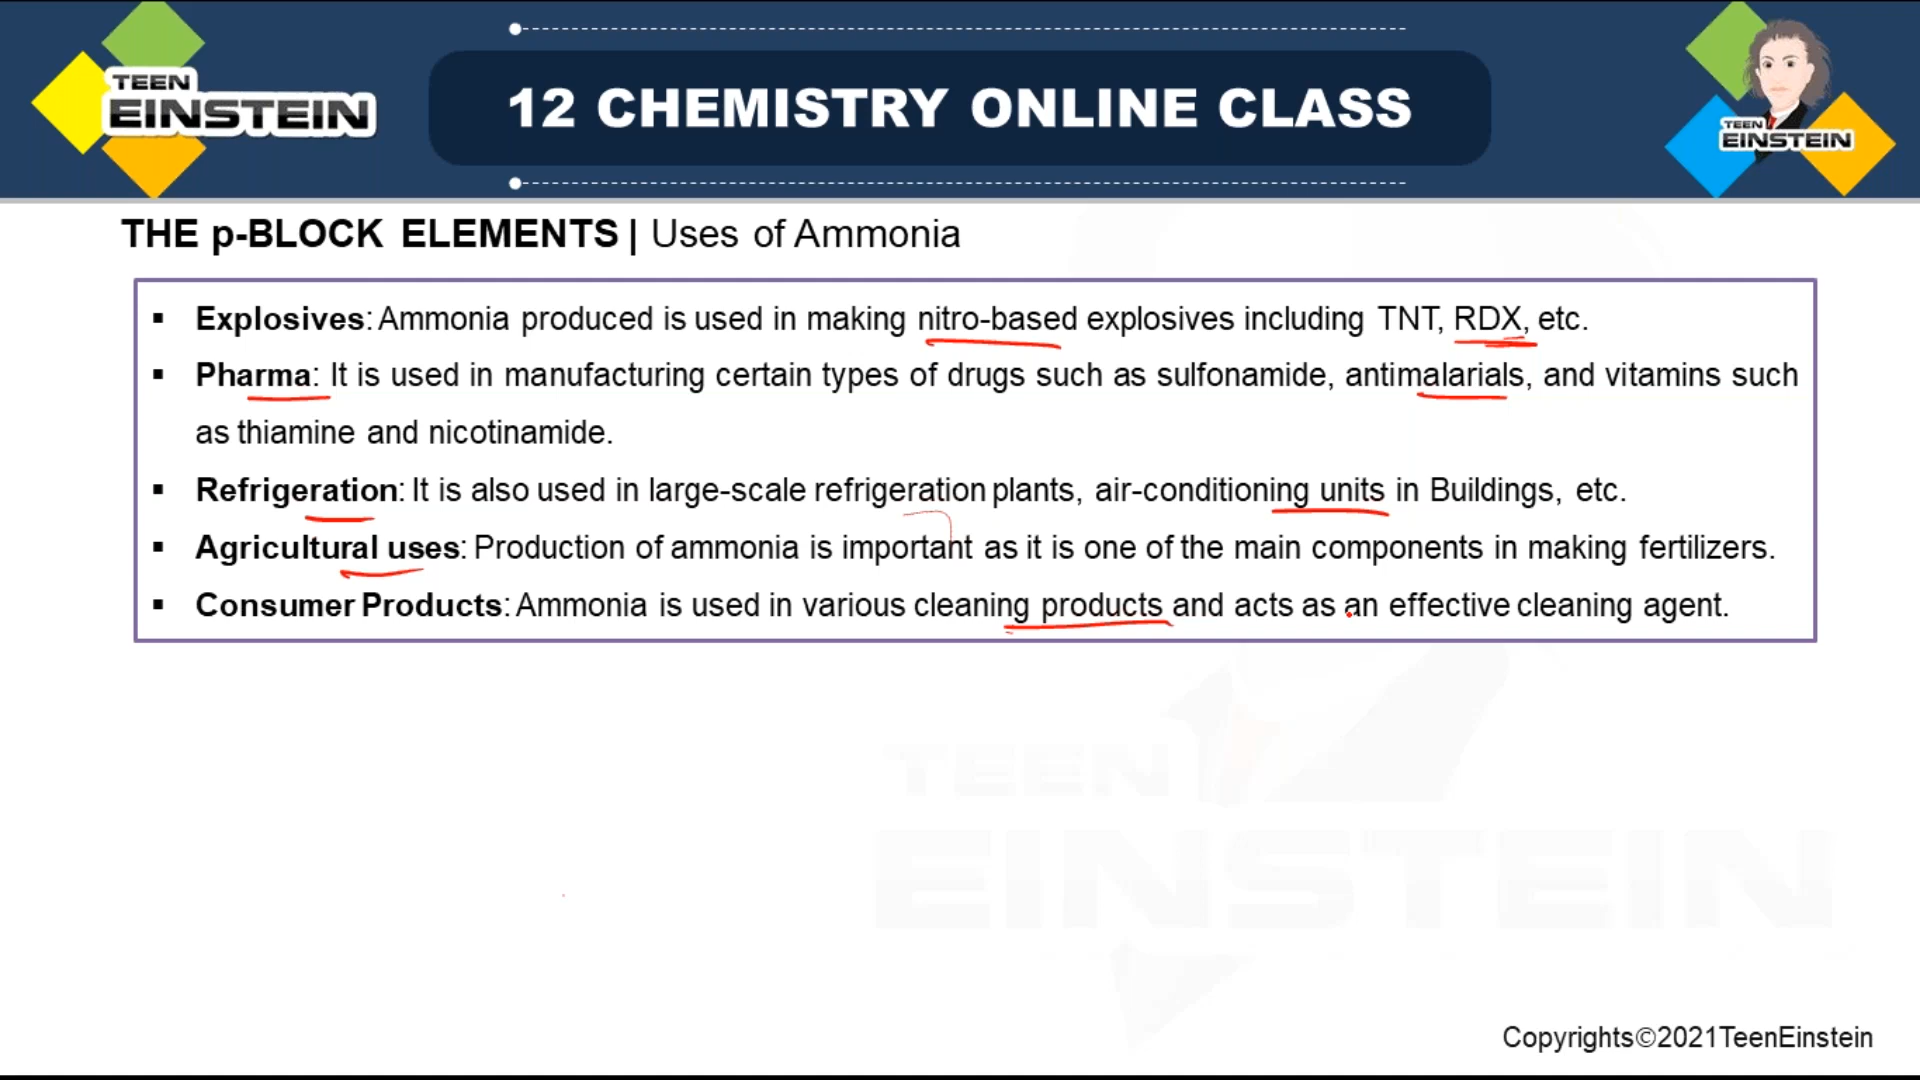 TEEN
EINSTEIN
12 CHEMISTRY ONLINE CLASS
TEEN
EINSTEIN
THE p-BLOCK ELEMENTS | Uses of Ammonia
▪ Explosives: Ammonia produced is used in making nitro-based explosives including TNT, RDX, etc.
▪ Pharma: It is used in manufacturing certain types of drugs such as sulfonamide, antimalarials, and vitamins such
as thiamine and nicotinamide.
▪ Refrigeration: It is also used in large-scale refrigeration plants, air-conditioning units in Buildings, etc.
▪ Agricultural uses: Production of ammonia is important as it is one of the main components in making fertilizers.
▪ Consumer Products: Ammonia is used in various cleaning products and acts as an effective cleaning agent.
TEEN
EINSTEIN
Copyrights©2021TeenEinstein